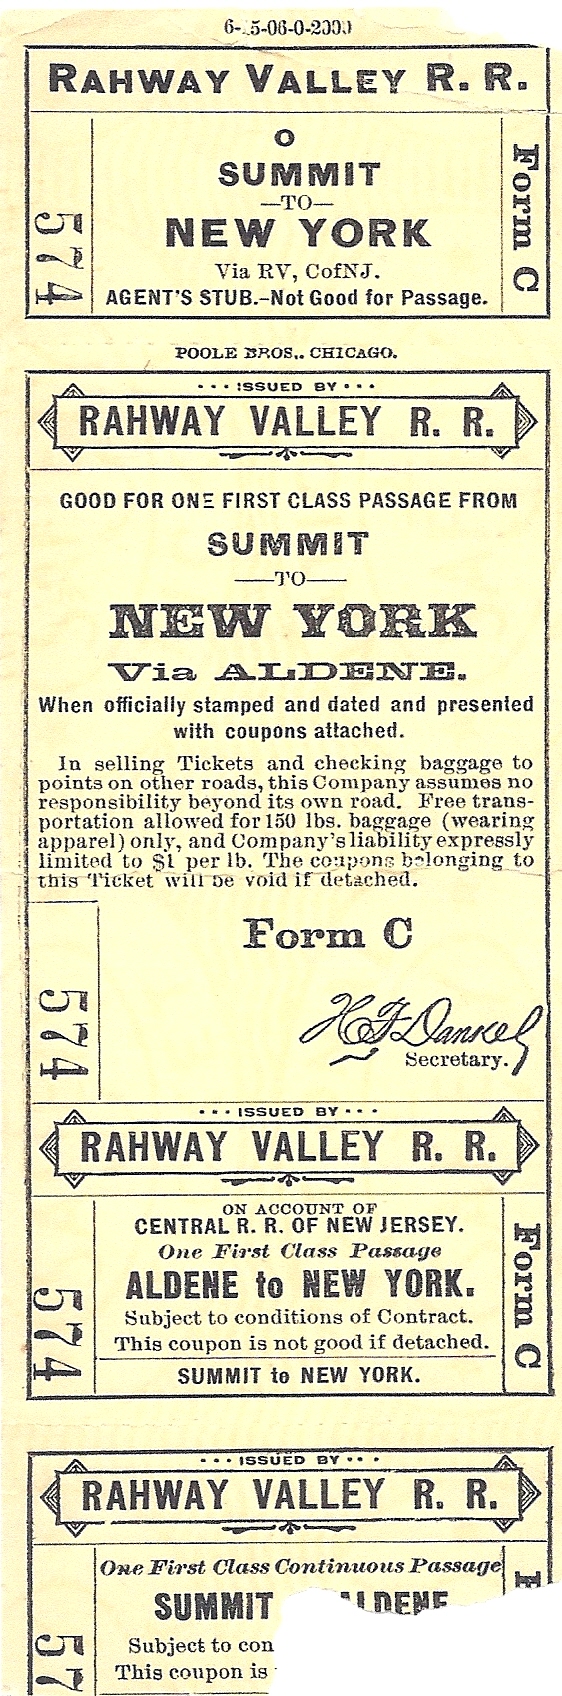 RAHWAY VALLEY R. R.
O
SUMMIT
—TO—
NEW YORK
Via RV, CofNJ.
AGENT'S STUB.-Not Good for Passage.
574
Form C
POOLE BROS., CHICAGO.
ISSUED BY
RAHWAY VALLEY R. R.
GOOD FOR ONE FIRST CLASS PASSAGE FROM
SUMMIT
—TO—
NEW YORK
Via ALDENE.
When officially stamped and dated and presented
with coupons attached.
In selling Tickets and checking baggage to
points on other roads, this Company assumes no
responsibility beyond its own road. Free trans-
portation allowed for 150 lbs. baggage (wearing
apparel) only, and Company's liability expressly
limited to $1 per lb. The coupons belonging to
this Ticket will be void if detached.
Form C
574
Secretary.
ISSUED BY
RAHWAY VALLEY R. R.
ON ACCOUNT OF
CENTRAL R. R. OF NEW JERSEY.
One First Class Passage
ALDENE to NEW YORK.
Subject to conditions of Contract.
This coupon is not good if detached.
SUMMIT to NEW YORK.
574
Form C
ISSUED BY
RAHWAY VALLEY R. R.
One First Class Continuous Passage
SUMMIT ALDENE
Subject to con
This coupon is
57